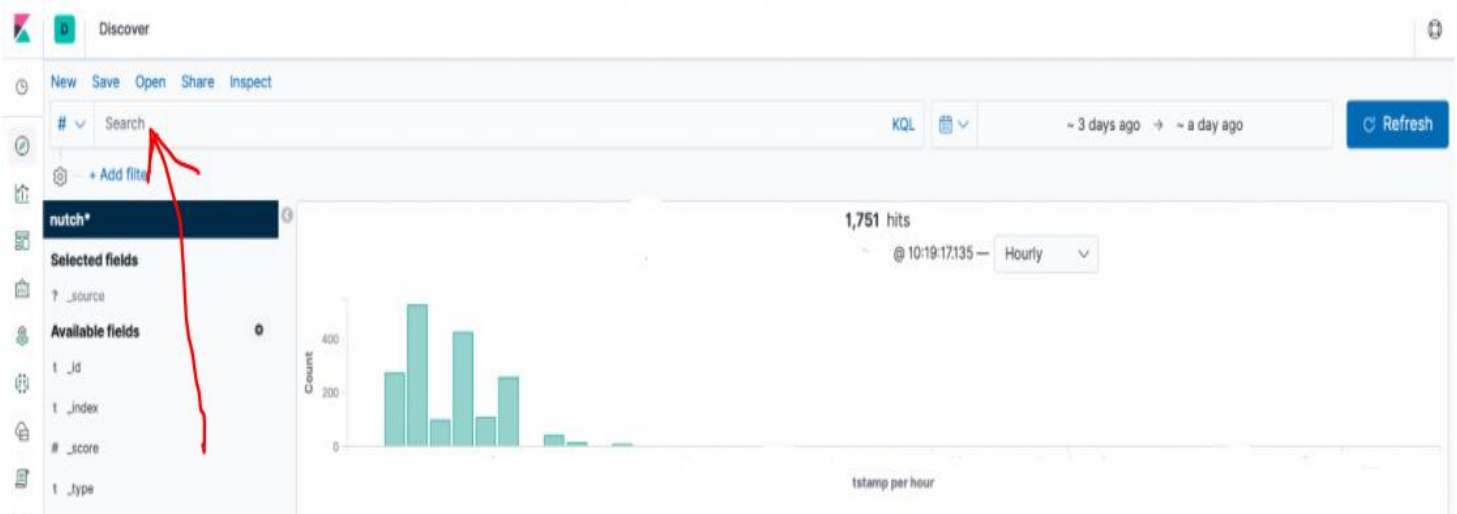 D Discover
New Save Open Share Inspect
# Search KQL ~ 3 days ago → ~ a day ago Refresh
+ Add filte
nutch*
1,751 hits
@ 10:19:17.135 — Hourly
Selected fields
? _source
Available fields
t _id
t _index
# _score
t _type
Count
400
200
0
tstamp per hour